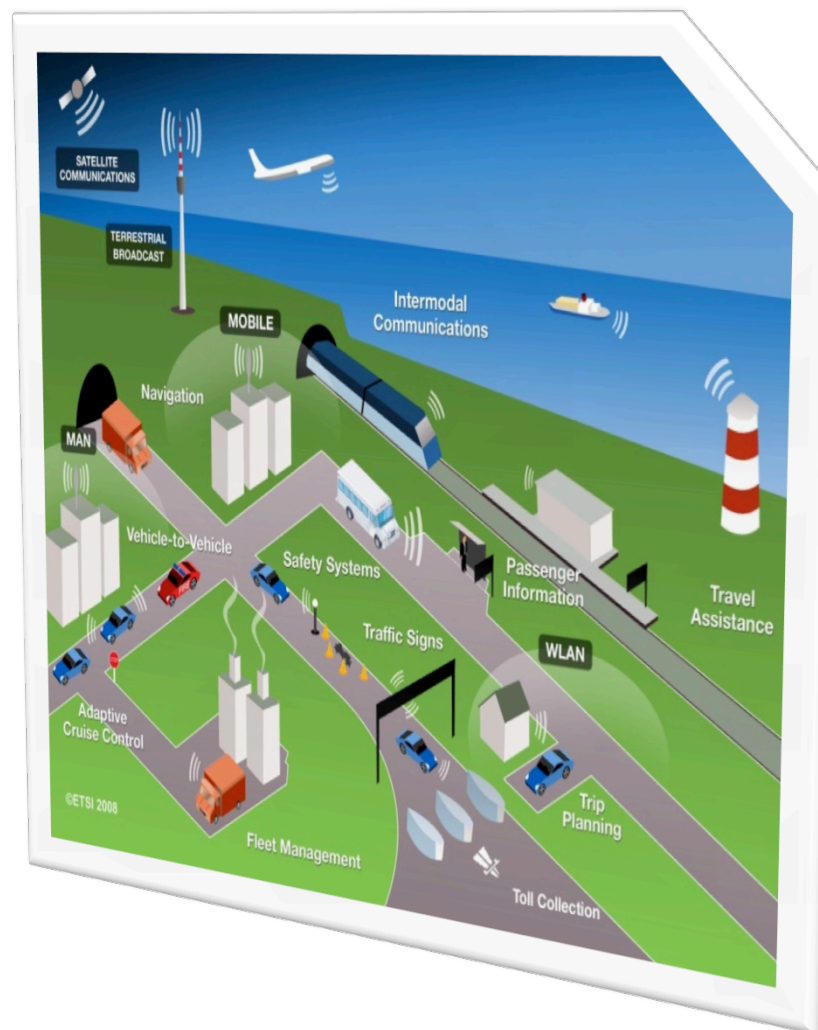 SATELLITE
COMMUNICATIONS
TERRESTRIAL
BROADCAST
MOBILE
Intermodal
Communications
Navigation
MAN
Vehicle-to-Vehicle
Safety Systems
Passenger
Information
Travel
Assistance
Traffic Signs
WLAN
Adaptive
Cruise Control
©ETSI 2008
Trip
Planning
Fleet Management
Toll Collection